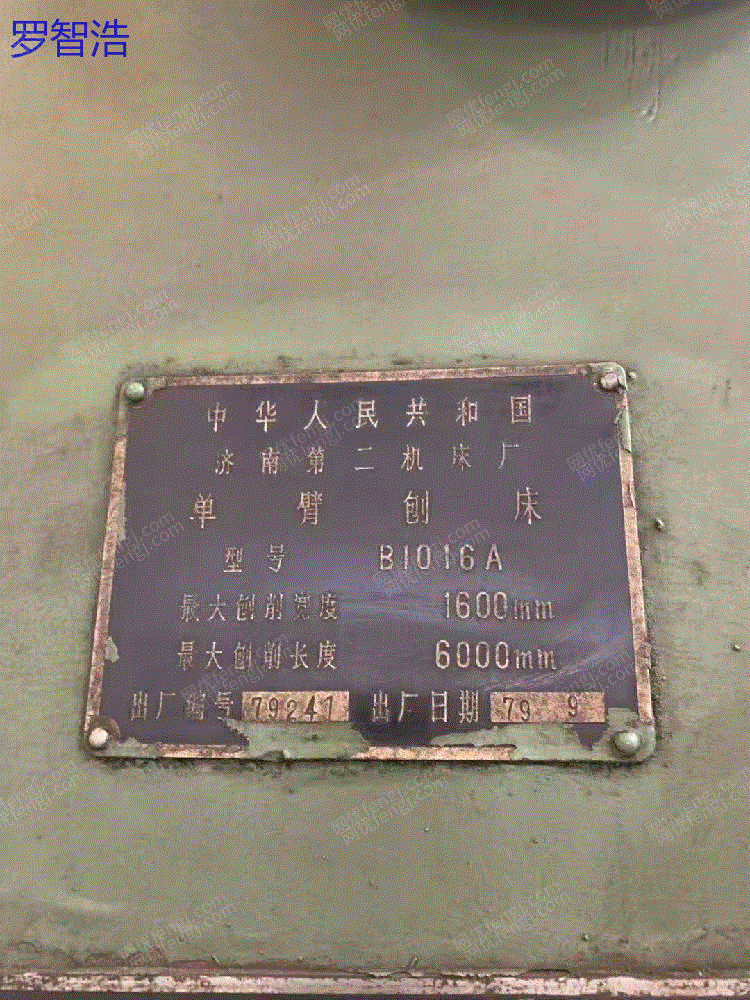 罗智浩
中华人民共和国
济南第二机床厂
单臂刨床
型号 B1016A
最大刨削宽度 1600mm
最大刨削长度 6000mm
出厂编号 79241 出厂日期 79 9